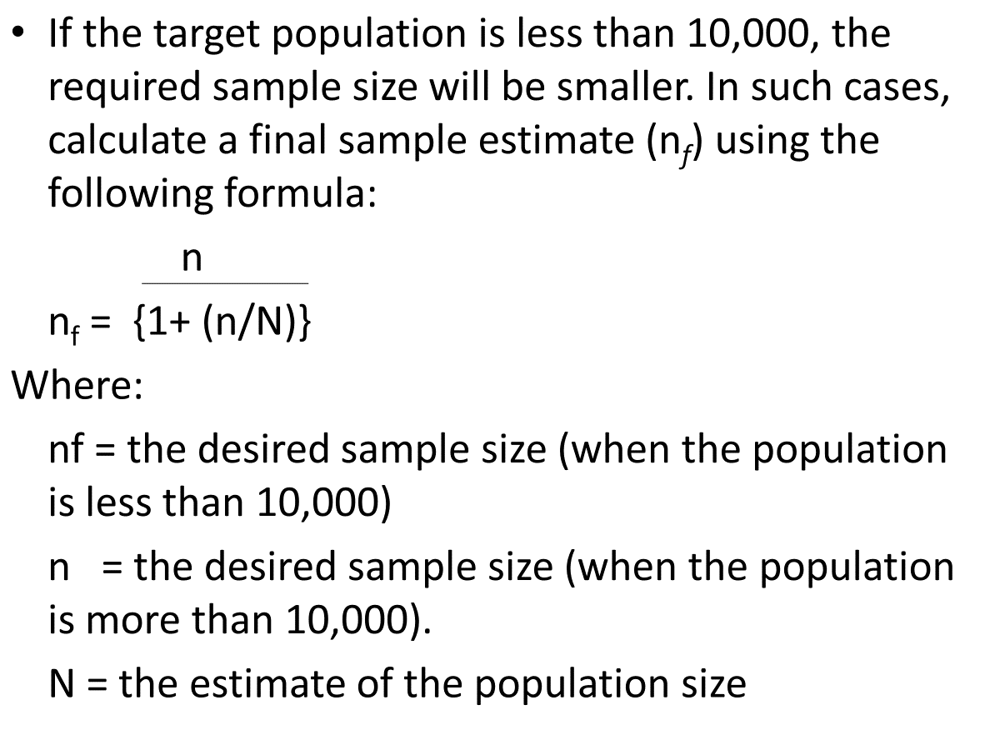 • If the target population is less than 10,000, the
required sample size will be smaller. In such cases,
calculate a final sample estimate (nf) using the
following formula:
n
nf = {1+ (n/N)}
Where:
nf = the desired sample size (when the population
is less than 10,000)
n = the desired sample size (when the population
is more than 10,000).
N = the estimate of the population size